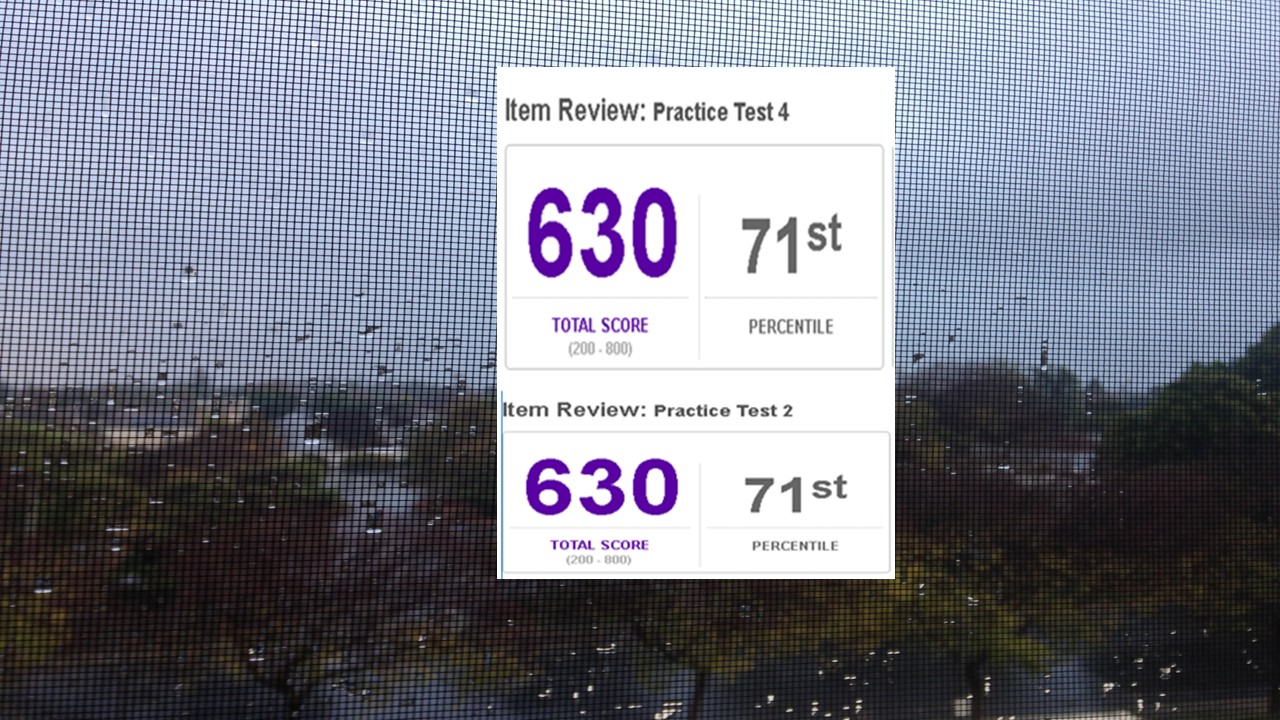 Item Review: Practice Test 4
630
71st
TOTAL SCORE
PERCENTILE
(200 - 800)
Item Review: Practice Test 2
630
71st
TOTAL SCORE
PERCENTILE
(200 - 800)